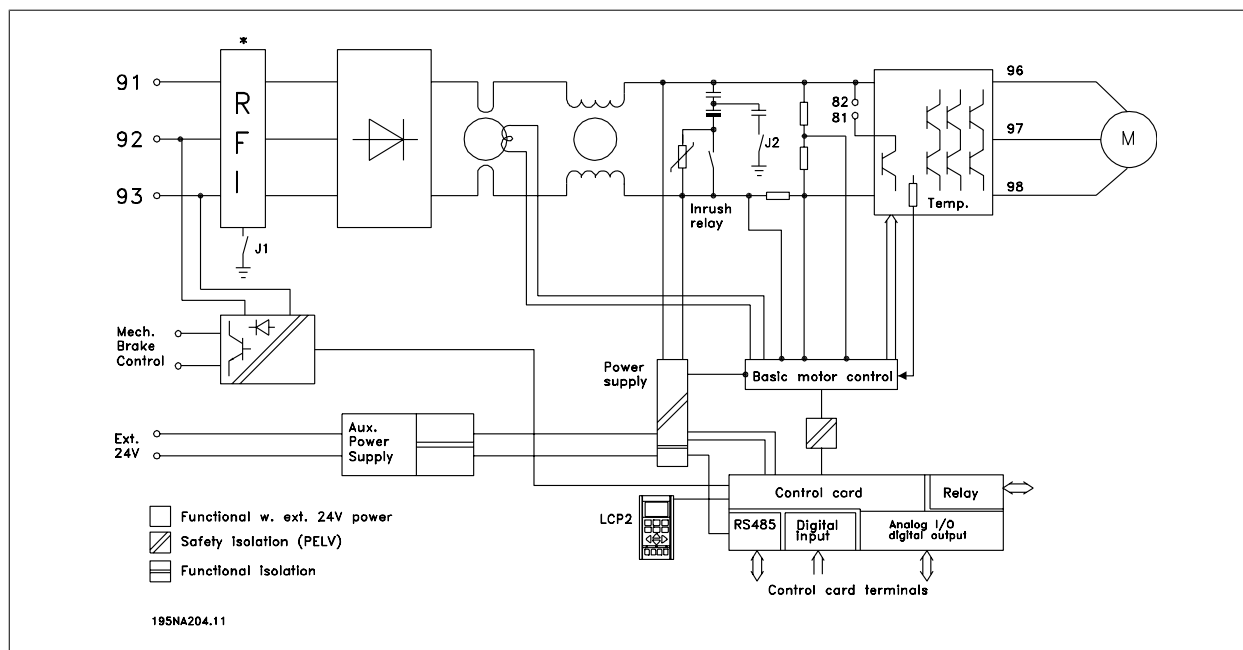 *
91
92
93
R
F
I
J1
J2
82
81
96
97
98
M
Temp.
Inrush
relay
Mech.
Brake
Control
Power
supply
Basic motor control
Ext.
24V
Aux.
Power
Supply
Control card
Relay
LCP2
RS485
Digital
input
Analog I/O
digital output
Control card terminals
Functional w. ext. 24V power
Safety isolation (PELV)
Functional isolation
195NA204.11